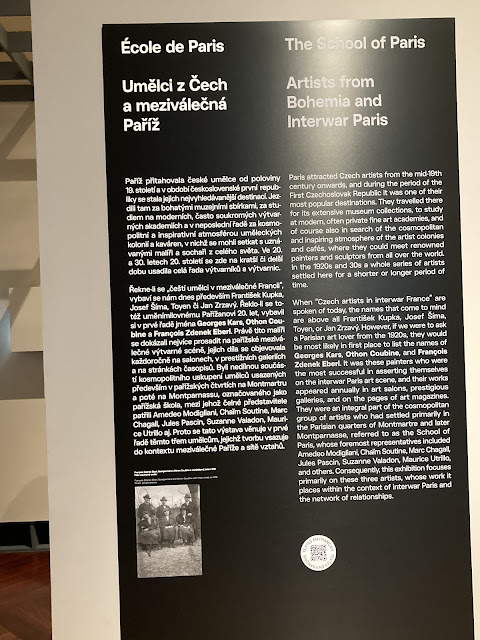 École de Paris
Umělci z Čech
a meziválečná
Paříž
Paříž přitahovala české umělce od poloviny
19. století a v období československé první repub-
liky se stala jejich nejvyhledávanější destinací. Jez-
dili tam za bohatými muzejními sbírkami, za stu-
diem na moderních, často soukromých výtvar-
ných akademiích a v neposlední řadě za kosmo-
politní a inspirativní atmosférou uměleckých
kolonií a kaváren, v nichž se mohli setkat s uzná-
vanými malíři a sochaři z celého světa. Ve 20.
a 30. letech 20. století se zde na kratší či delší
dobu usadila celá řada výtvarníků a výtvarnic.
Řekne-li se „čeští umělci v meziválečné Francii“,
vybaví se nám dnes především František Kupka,
Josef Šíma, Toyen či Jan Zrzavý. Řeklo-li se to-
též uměnímilovnému Pařížanovi 20. let, vybavil
si v prvé řadě jména Georges Kars, Othon Cou-
bine a François Zdenek Eberl. Právě tito malíři
se dokázali nejvíce prosadit na pařížské mezivá-
lečné výtvarné scéně, jejich díla se objevovala
každoročně na salonech, v prestižních galeriích
a na stránkách časopisů. Byli nedílnou součás-
tí kosmopolitního uskupení umělců usazených
především v pařížských čtvrtích na Montmartru
a poté na Montparnassu, označovaného jako
pařížská škola, mezi jehož čelné představitele
patřili Amedeo Modigliani, Chaïm Soutine, Marc
Chagall, Jules Pascin, Suzanne Valadon, Mauri-
ce Utrillo aj. Proto se tato výstava věnuje v prvé
řadě těmto třem umělcům, jejichž tvorbu vsazuje
do kontextu meziválečné Paříže a sítě vztahů.
The School of Paris
Artists from
Bohemia and
Interwar Paris
Paris attracted Czech artists from the mid-19th
century onwards, and during the period of the
First Czechoslovak Republic it was one of their
most popular destinations. They travelled there
for its extensive museum collections, to study
at modern, often private fine art academies, and
of course also in search of the cosmopolitan
and inspiring atmosphere of the artist colonies
and cafés, where they could meet renowned
painters and sculptors from all over the world.
In the 1920s and 30s a whole series of artists
settled here for a shorter or longer period of
time.
When “Czech artists in interwar France” are
spoken of today, the names that come to mind
are above all František Kupka, Josef Šíma,
Toyen, or Jan Zrzavý. However, if we were to ask
a Parisian art lover from the 1920s, they would
be most likely in first place to list the names of
Georges Kars, Othon Coubine, and François
Zdenek Eberl. It was these painters who were
the most successful in asserting themselves
on the interwar Paris art scene, and their works
appeared annually in art salons, prestigious
galleries, and on the pages of art magazines.
They were an integral part of the cosmopolitan
group of artists who had settled primarily in
the Parisian quarters of Montmartre and later
Montparnasse, referred to as the School of
Paris, whose foremost representatives included
Amedeo Modigliani, Chaïm Soutine, Marc Chagall,
Jules Pascin, Suzanne Valadon, Maurice Utrillo,
and others. Consequently, this exhibition focuses
primarily on these three artists, whose work it
places within the context of interwar Paris and
the network of relationships.